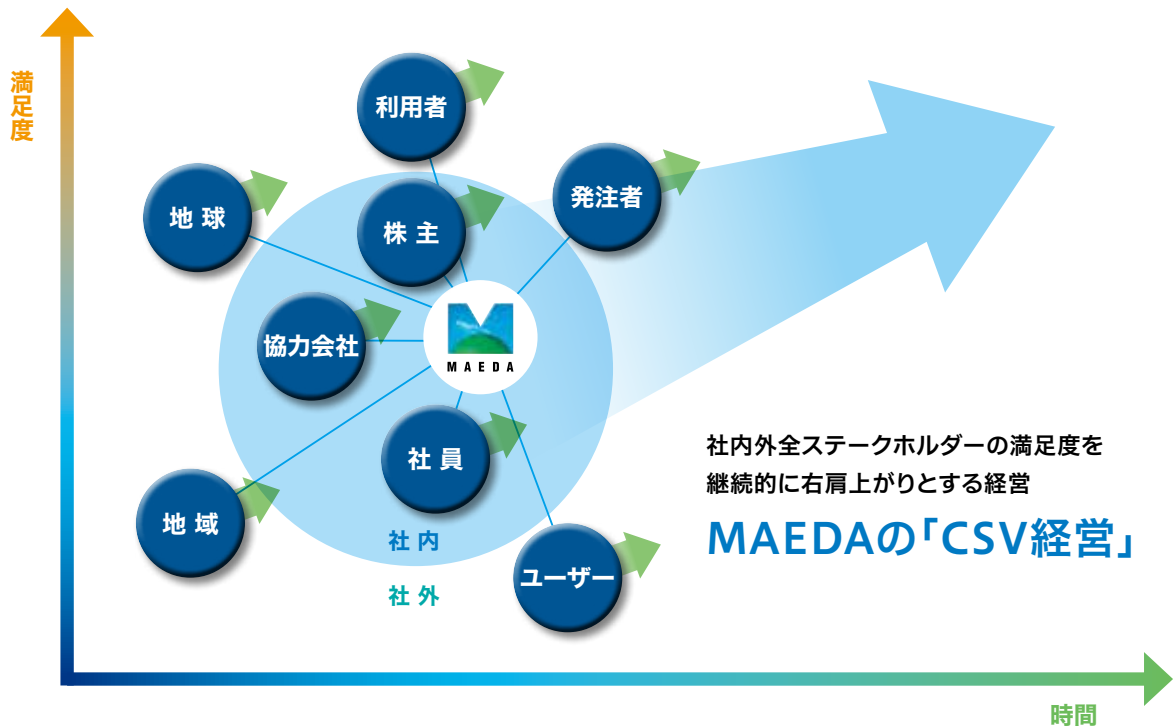 満足度
利用者
発注者
地球
株主
協力会社
MAEDA
社員
地域
社内
社外
ユーザー
社内外全ステークホルダーの満足度を
継続的に右肩上がりとする経営
MAEDAの「CSV経営」
時間